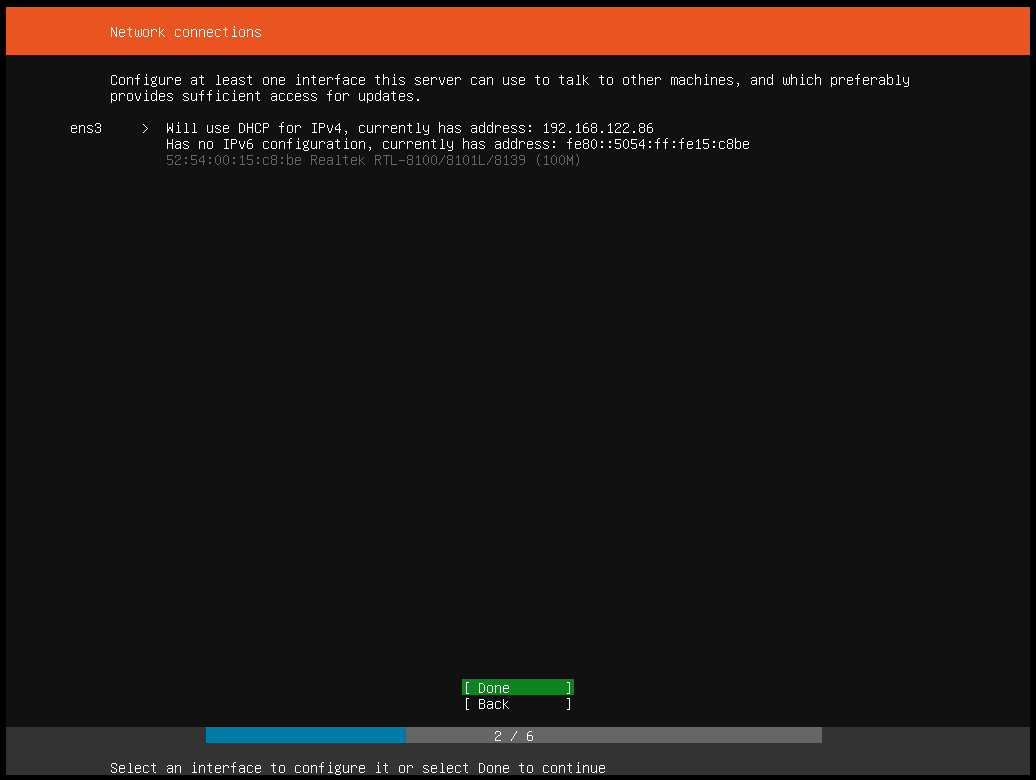 Network connections
Configure at least one interface this server can use to talk to other machines, and which preferably
provides sufficient access for updates.
ens3 > Will use DHCP for IPv4, currently has address: 192.168.122.86
Has no IPv6 configuration, currently has address: fe80::5054:ff:fe15:c8be
52:54:00:15:c8:be Realtek RTL-8100/8101L/8139 (100M)
[ Done ]
[ Back ]
2 / 6
Select an interface to configure it or select Done to continue